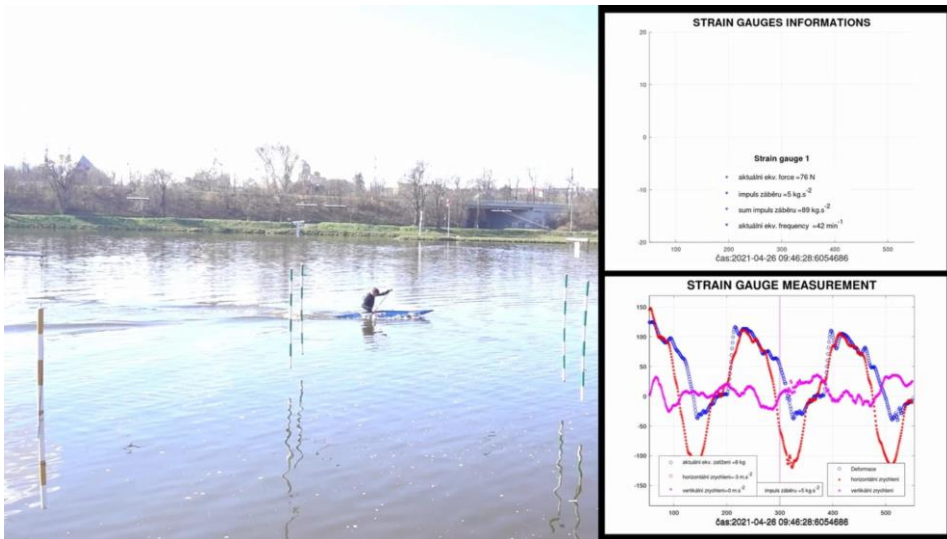 STRAIN GAUGES INFORMATIONS
20
10
0
-10
-20
Strain gauge 1
aktuální ekv. force =76 N
impuls záběru =5 kg.s-2
sum impuls záběru =89 kg.s-2
aktuální ekv. frequency =42 min-1
100 200 300 400 500
čas:2021-04-26 09:46:28:6054686
STRAIN GAUGE MEASUREMENT
150
100
50
0
-50
-100
-150
aktuální ekv. zatížení =8 kg
horizontální zrychlení=-3 m.s-2
vertikální zrychlení=0 m.s-2
impuls záběru =5 kg.s-2
Deformase
horizontální zrychlení
vertikální zrychlení
100 200 300 400 500
čas:2021-04-26 09:46:28:6054686